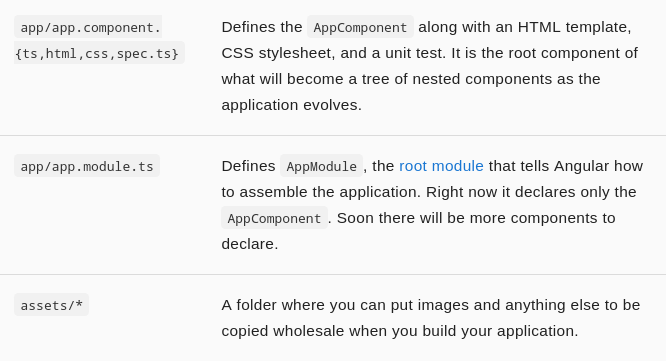 app/app.component.
{ts,html,css,spec.ts}
Defines the AppComponent along with an HTML template,
CSS stylesheet, and a unit test. It is the root component of
what will become a tree of nested components as the
application evolves.
app/app.module.ts
Defines AppModule, the root module that tells Angular how
to assemble the application. Right now it declares only the
AppComponent. Soon there will be more components to
declare.
assets/*
A folder where you can put images and anything else to be
copied wholesale when you build your application.